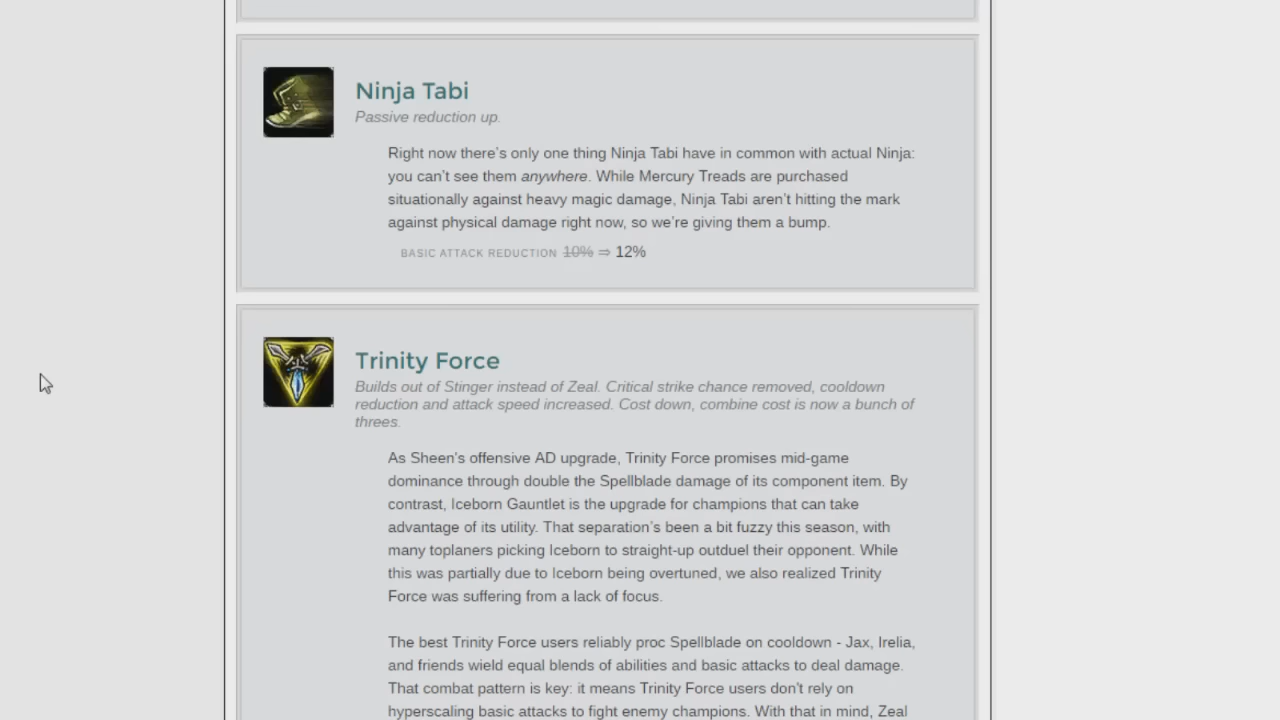 Ninja Tabi
Passive reduction up.
Right now there’s only one thing Ninja Tabi have in common with actual Ninja:
you can’t see them anywhere. While Mercury Treads are purchased
situationally against heavy magic damage, Ninja Tabi aren’t hitting the mark
against physical damage right now, so we’re giving them a bump.
BASIC ATTACK REDUCTION 10% ⇒ 12%
Trinity Force
Builds out of Stinger instead of Zeal. Critical strike chance removed, cooldown
reduction and attack speed increased. Cost down, combine cost is now a bunch of
threes.
As Sheen’s offensive AD upgrade, Trinity Force promises mid-game
dominance through double the Spellblade damage of its component item. By
contrast, Iceborn Gauntlet is the upgrade for champions that can take
advantage of its utility. That separation’s been a bit fuzzy this season, with
many toplaners picking Iceborn to straight-up outduel their opponent. While
this was partially due to Iceborn being overtuned, we also realized Trinity
Force was suffering from a lack of focus.
The best Trinity Force users reliably proc Spellblade on cooldown - Jax, Irelia,
and friends wield equal blends of abilities and basic attacks to deal damage.
That combat pattern is key: it means Trinity Force users don’t rely on
hyperscaling basic attacks to fight enemy champions. With that in mind, Zeal